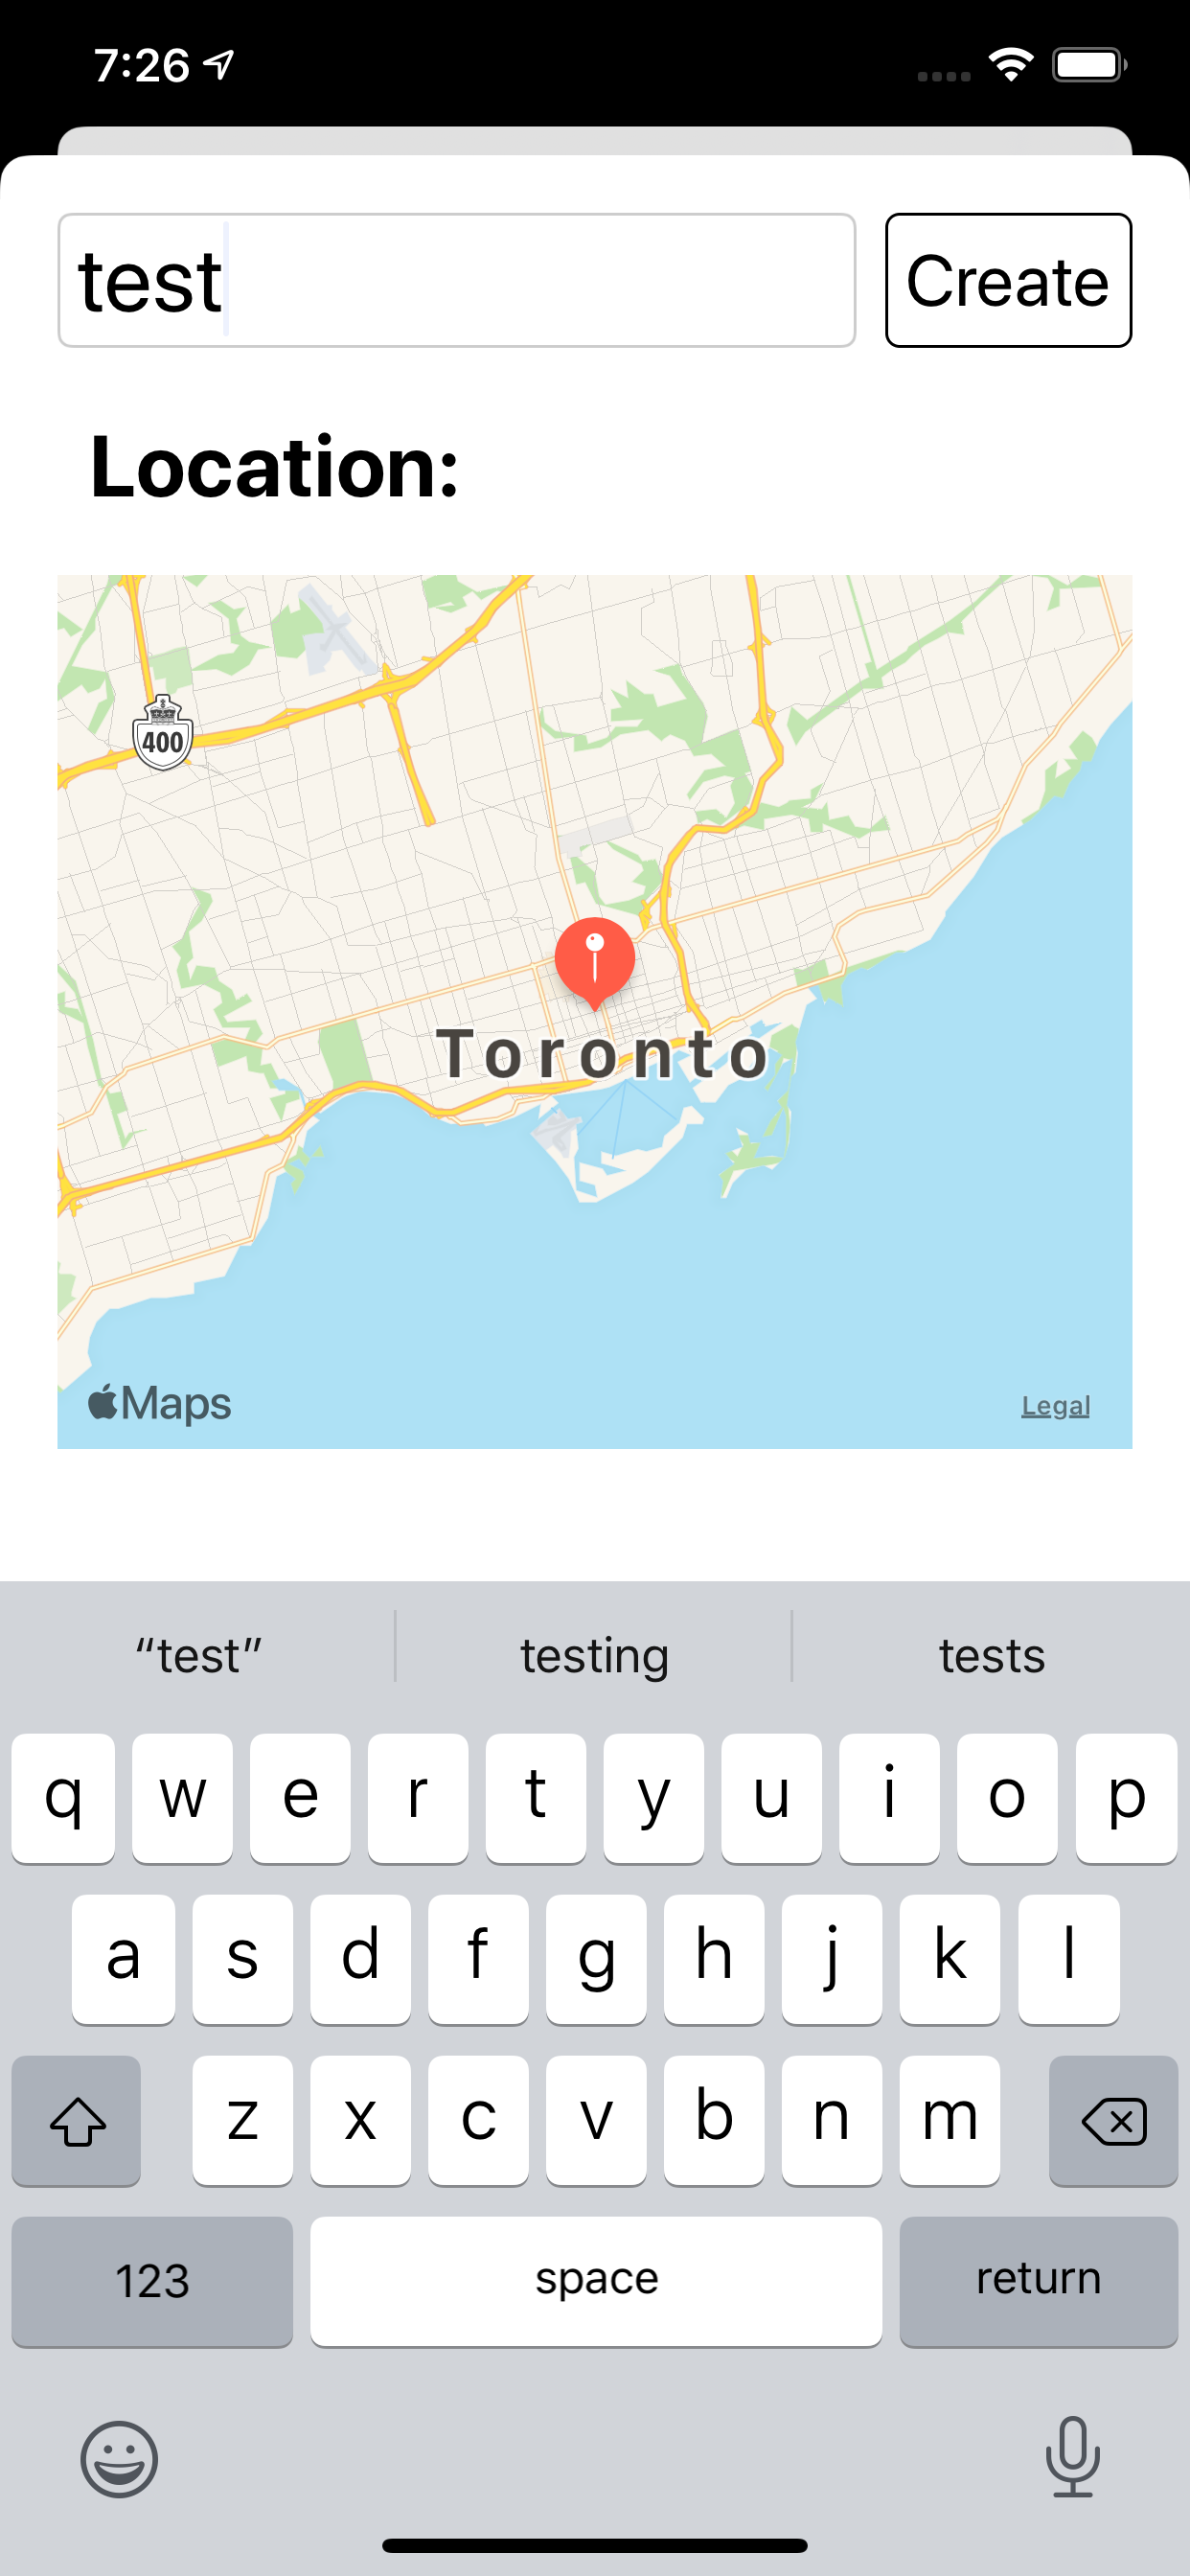 7:26
test
Create
Location:
400
Toronto
Maps
Legal
“test”
testing
tests
q w e r t y u i o p
a s d f g h j k l
z x c v b n m
123
space
return